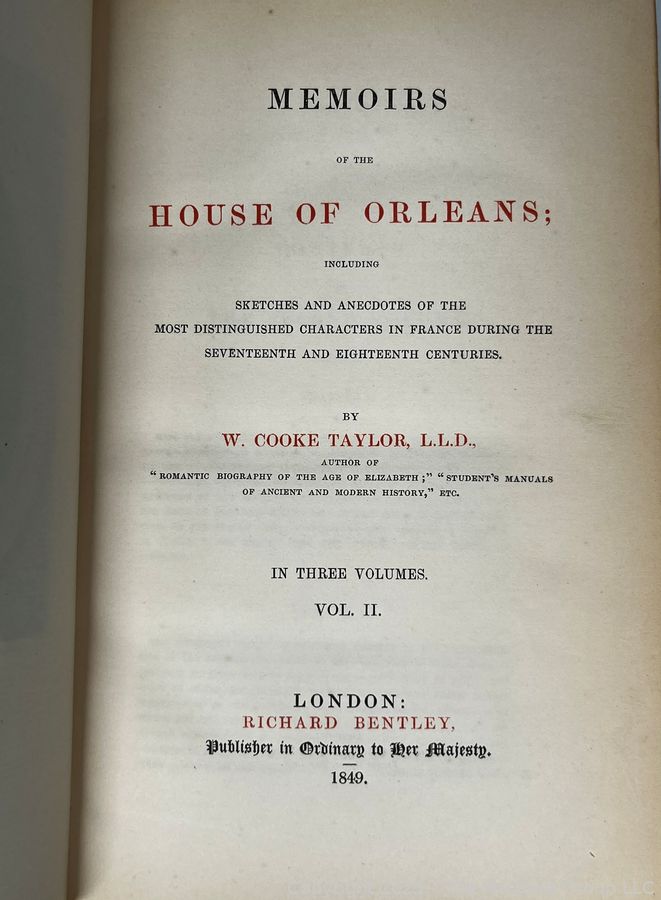 MEMOIRS
OF THE
HOUSE OF ORLEANS;
INCLUDING
SKETCHES AND ANECDOTES OF THE
MOST DISTINGUISHED CHARACTERS IN FRANCE DURING THE
SEVENTEENTH AND EIGHTEENTH CENTURIES.
BY
W. COOKE TAYLOR, L.L.D.,
AUTHOR OF
“ ROMANTIC BIOGRAPHY OF THE AGE OF ELIZABETH ;” “ STUDENT’S MANUALS
OF ANCIENT AND MODERN HISTORY,” ETC.
IN THREE VOLUMES.
VOL. II.
LONDON:
RICHARD BENTLEY,
Publisher in Ordinary to Her Majesty.
1849.